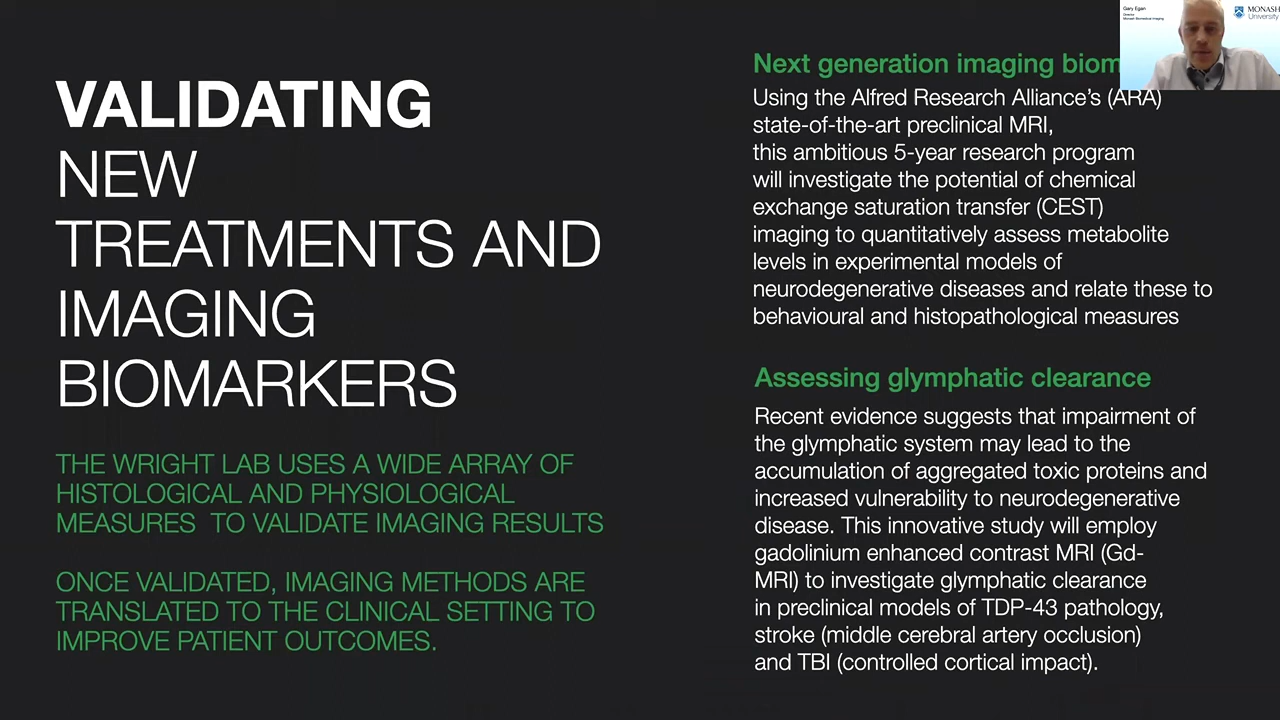 VALIDATING
NEW
TREATMENTS AND
IMAGING
BIOMARKERS
THE WRIGHT LAB USES A WIDE ARRAY OF
HISTOLOGICAL AND PHYSIOLOGICAL
MEASURES TO VALIDATE IMAGING RESULTS
ONCE VALIDATED, IMAGING METHODS ARE
TRANSLATED TO THE CLINICAL SETTING TO
IMPROVE PATIENT OUTCOMES.
Next generation imaging biom
Using the Alfred Research Alliance's (ARA)
state-of-the-art preclinical MRI,
this ambitious 5-year research program
will investigate the potential of chemical
exchange saturation transfer (CEST)
imaging to quantitatively assess metabolite
levels in experimental models of
neurodegenerative diseases and relate these to
behavioural and histopathological measures
Assessing glymphatic clearance
Recent evidence suggests that impairment of
the glymphatic system may lead to the
accumulation of aggregated toxic proteins and
increased vulnerability to neurodegenerative
disease. This innovative study will employ
gadolinium enhanced contrast MRI (Gd-
MRI) to investigate glymphatic clearance
in preclinical models of TDP-43 pathology,
stroke (middle cerebral artery occlusion)
and TBI (controlled cortical impact).
Gary Egan
Director
Monash Biomedical Imaging
MONASH
University